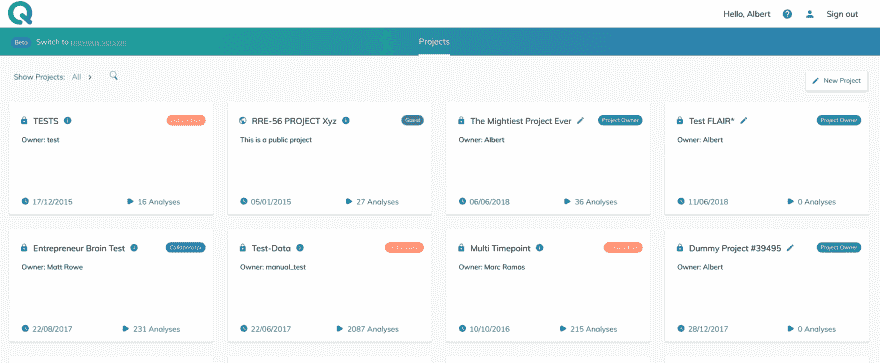 Hello, Albert ? Sign out
Beta Switch to previous version
Projects
Show Projects: All >
New Project
TESTS
Owner: test
17/12/2015 16 Analyses
RRE-56 PROJECT Xyz
Guest
This is a public project
05/01/2015 27 Analyses
The Mightiest Project Ever
Project Owner
Owner: Albert
06/06/2018 36 Analyses
Test FLAIR*
Project Owner
Owner: Albert
11/06/2018 0 Analyses
Entrepreneur Brain Test
Collaborator
Owner: Matt Rowe
22/08/2017 231 Analyses
Test-Data
Owner: manual_test
22/06/2017 2087 Analyses
Multi Timepoint
Owner: Marc Ramos
10/10/2016 215 Analyses
Dummy Project #39495
Project Owner
Owner: Albert
28/12/2017 0 Analyses